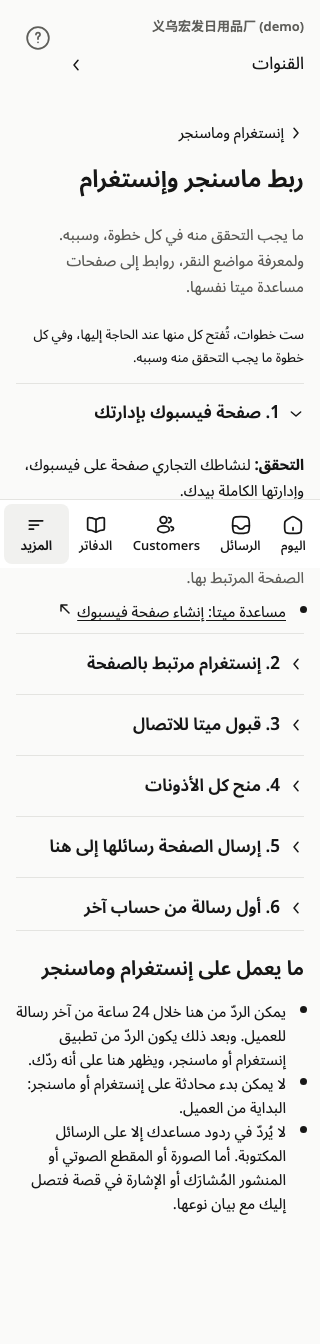 义乌宏发日用品厂 (demo)
القنوات
إنستغرام وماسنجر
ربط ماسنجر وإنستغرام
ما يجب التحقق منه في كل خطوة، وسببه.
ولمعرفة مواضع النقر، روابط إلى صفحات
مساعدة ميتا نفسها.
ست خطوات، تُفتح كل منها عند الحاجة إليها، وفي كل
خطوة ما يجب التحقق منه وسببه.
1. صفحة فيسبوك بإدارتك
التحقق: لنشاطك التجاري صفحة على فيسبوك،
وإدارتها الكاملة بيدك.
اليوم
الرسائل
Customers
الدفاتر
المزيد
الصفحة المرتبط بها.
مساعدة ميتا: إنشاء صفحة فيسبوك
2. إنستغرام مرتبط بالصفحة
3. قبول ميتا للاتصال
4. منح كل الأذونات
5. إرسال الصفحة رسائلها إلى هنا
6. أول رسالة من حساب آخر
ما يعمل على إنستغرام وماسنجر
يمكن الردّ من هنا خلال 24 ساعة من آخر رسالة
للعميل. وبعد ذلك يكون الردّ من تطبيق
إنستغرام أو ماسنجر، ويظهر هنا على أنه ردّك.
لا يمكن بدء محادثة على إنستغرام أو ماسنجر:
البداية من العميل.
لا يُردّ في ردود مساعدك إلا على الرسائل
المكتوبة. أما الصورة أو المقطع الصوتي أو
المنشور المُشارَك أو الإشارة في قصة فتصل
إليك مع بيان نوعها.